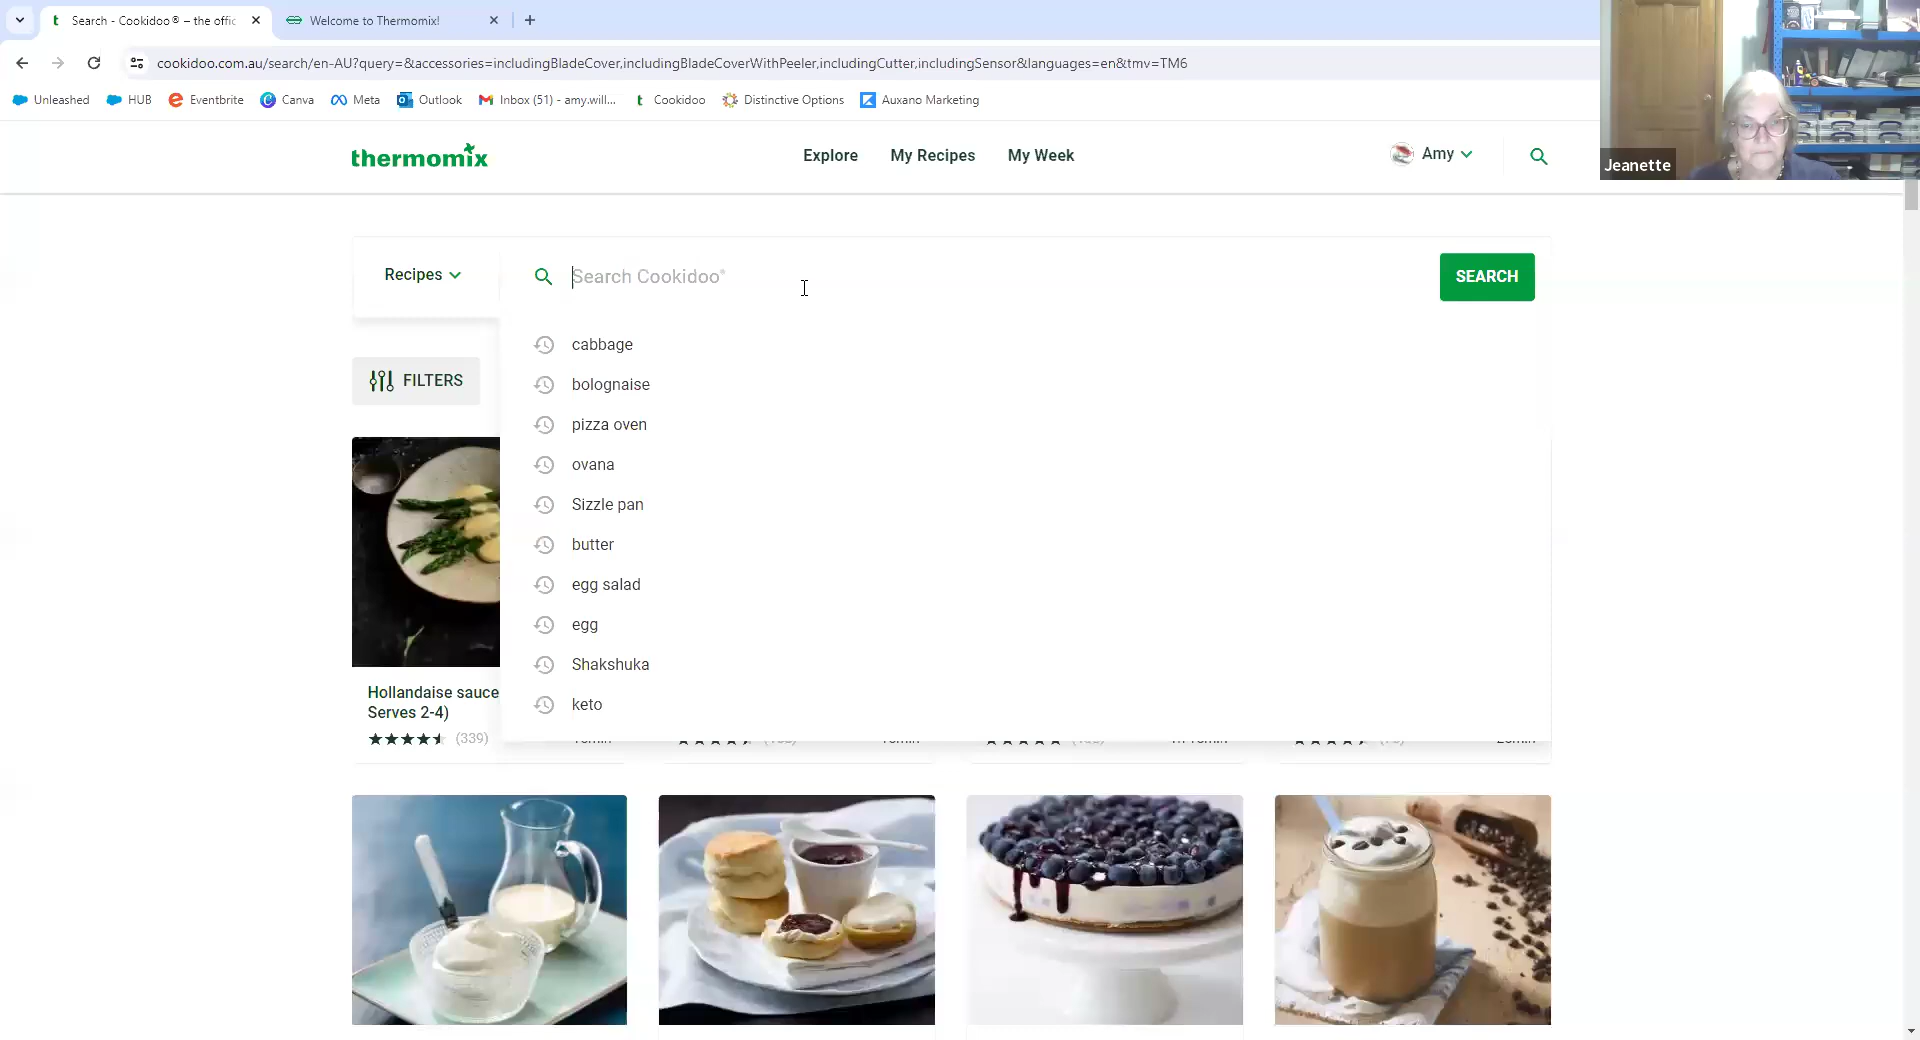 Search - Cookidoo® – the offic
Welcome to Thermomix!
cookidoo.com.au/search/en-AU?query=&accessories=includingBladeCover,includingBladeCoverWithPeeler,includingCutter,includingSensor&languages=en&tmv=TM6
Unleashed
HUB
Eventbrite
Canva
Meta
Outlook
Inbox (51) - amy.will...
Cookidoo
Distinctive Options
Auxano Marketing
thermomix
Explore
My Recipes
My Week
Amy
Jeanette
Recipes
Search Cookidoo®
SEARCH
cabbage
bolognaise
pizza oven
ovana
Sizzle pan
butter
egg salad
egg
Shakshuka
keto
FILTERS
Hollandaise sauce
Serves 2-4)
(339)